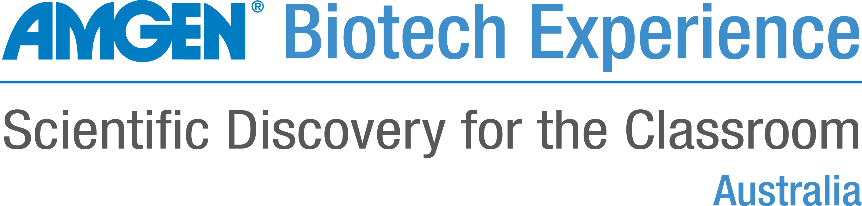 AMGEN® Biotech Experience
Scientific Discovery for the Classroom
Australia